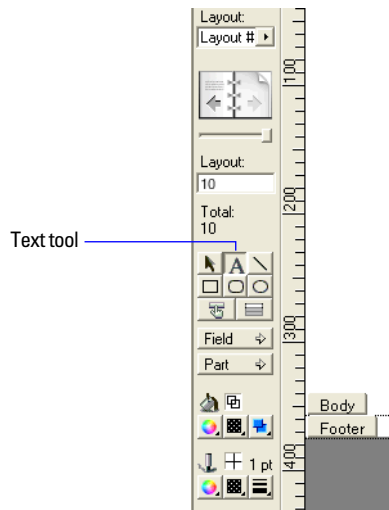 Layout:
Layout #
100
Layout:
10
200
Total:
10
Text tool
A
300
Field
Part
Body
Footer
1 pt
400